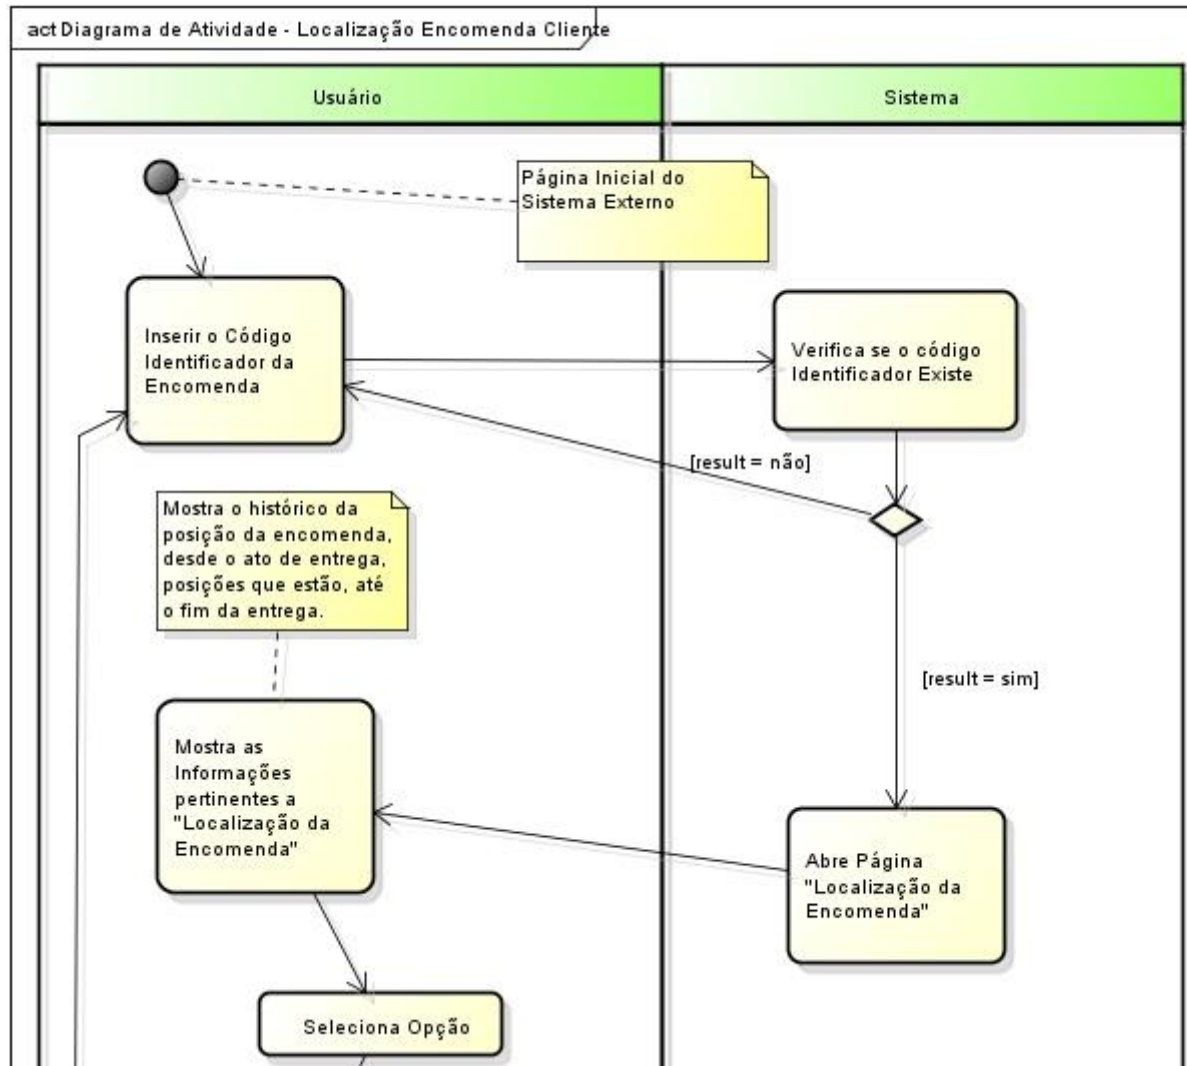 act Diagrama de Atividade - Localização Encomenda Cliente
Usuário
Sistema
Página Inicial do
Sistema Externo
Inserir o Código
Identificador da
Encomenda
Verifica se o código
Identificador Existe
[result = não]
Mostra o histórico da
posição da encomenda,
desde o ato de entrega,
posições que estão, até
o fim da entrega.
[result = sim]
Mostra as
Informações
pertinentes a
"Localização da
Encomenda"
Abre Página
"Localização da
Encomenda"
Seleciona Opção